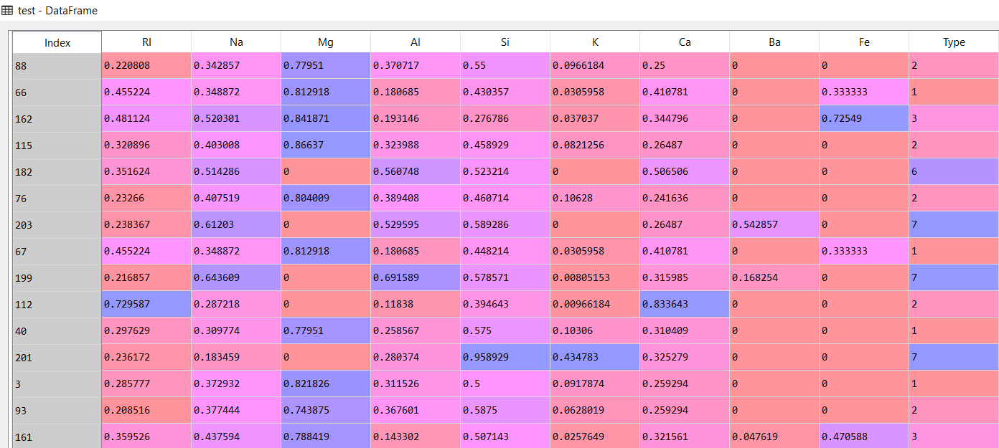 test - DataFrame
Index RI Na Mg Al Si K Ca Ba Fe Type
88 0.220808 0.342857 0.77951 0.370717 0.55 0.0966184 0.25 0 0 2
66 0.455224 0.348872 0.812918 0.180685 0.430357 0.0305958 0.410781 0 0.333333 1
162 0.481124 0.520301 0.841871 0.193146 0.276786 0.037037 0.344796 0 0.72549 3
115 0.320896 0.403008 0.86637 0.323988 0.458929 0.0821256 0.26487 0 0 2
182 0.351624 0.514286 0 0.560748 0.523214 0 0.506506 0 0 6
76 0.23266 0.407519 0.804009 0.389408 0.460714 0.10628 0.241636 0 0 2
203 0.238367 0.61203 0 0.529595 0.589286 0 0.26487 0.542857 0 7
67 0.455224 0.348872 0.812918 0.180685 0.448214 0.0305958 0.410781 0 0.333333 1
199 0.216857 0.643609 0 0.691589 0.578571 0.00805153 0.315985 0.168254 0 7
112 0.729587 0.287218 0 0.11838 0.394643 0.00966184 0.833643 0 0 2
40 0.297629 0.309774 0.77951 0.258567 0.575 0.10306 0.310409 0 0 1
201 0.236172 0.183459 0 0.280374 0.958929 0.434783 0.325279 0 0 7
3 0.285777 0.372932 0.821826 0.311526 0.5 0.0917874 0.259294 0 0 1
93 0.208516 0.377444 0.743875 0.367601 0.5875 0.0628019 0.259294 0 0 2
161 0.359526 0.437594 0.788419 0.143302 0.507143 0.0257649 0.321561 0.047619 0.470588 3